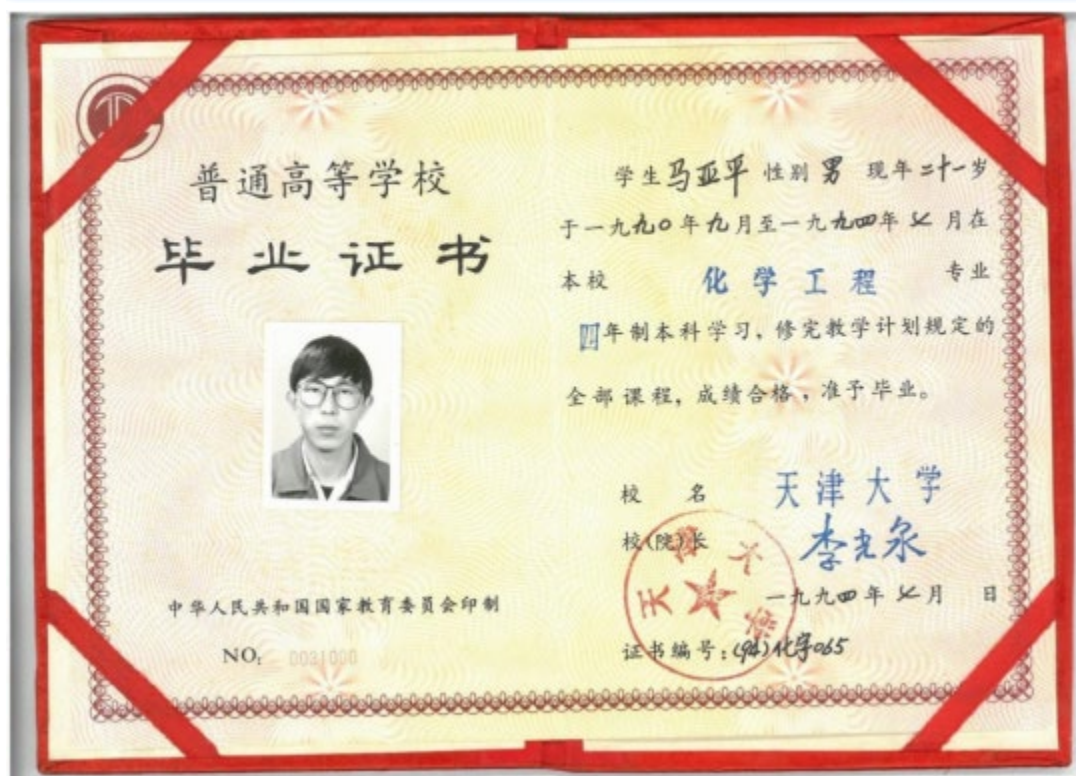 普通高等学校
毕业证书
中华人民共和国国家教育委员会印制
NO: 0031000
学生马亚平 性别 男 现年二十一岁
于一九九〇年九月至一九九四年七月在
本校 化学工程 专业
四年制本科学习，修完教学计划规定的
全部课程，成绩合格，准予毕业。
校 名 天津大学
校(院)长 李光泉
一九九四年七月 日
证书编号：(94)化字065
天津大学